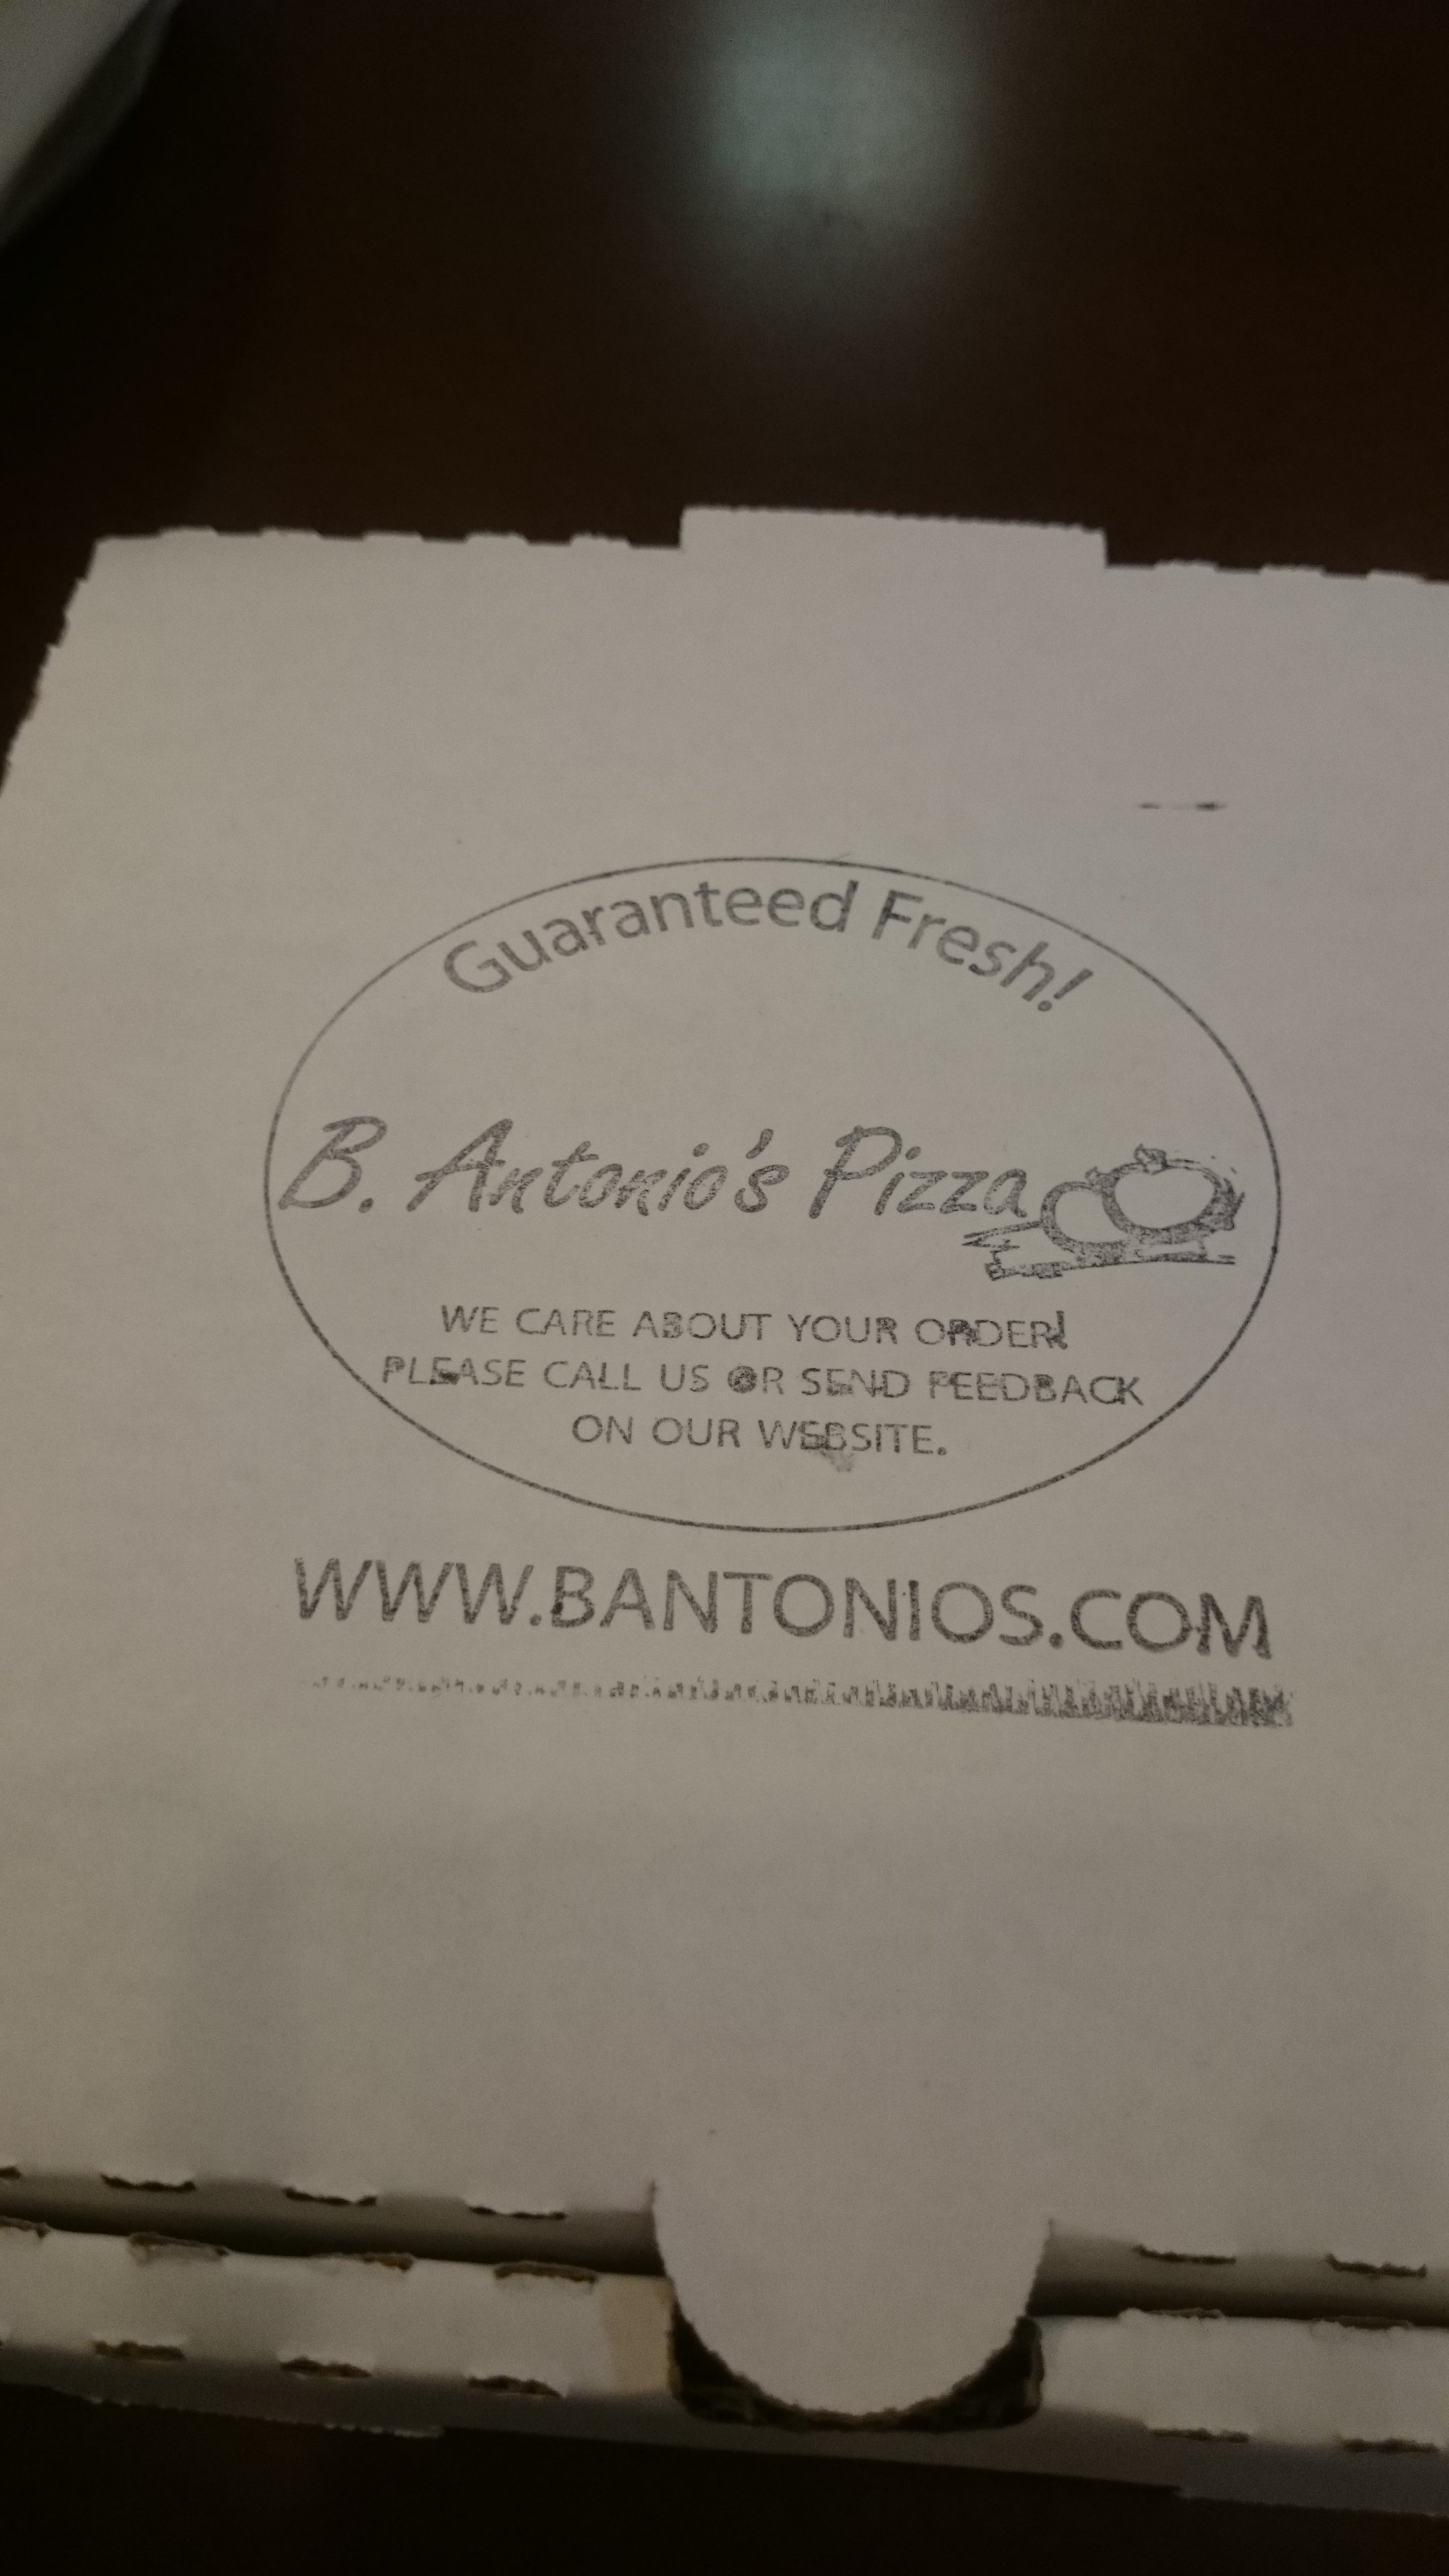 Guaranteed Fresh!
B. Antonio's Pizza
WE CARE ABOUT YOUR ORDER!
PLEASE CALL US OR SEND FEEDBACK
ON OUR WEBSITE.
WWW.BANTONIOS.COM